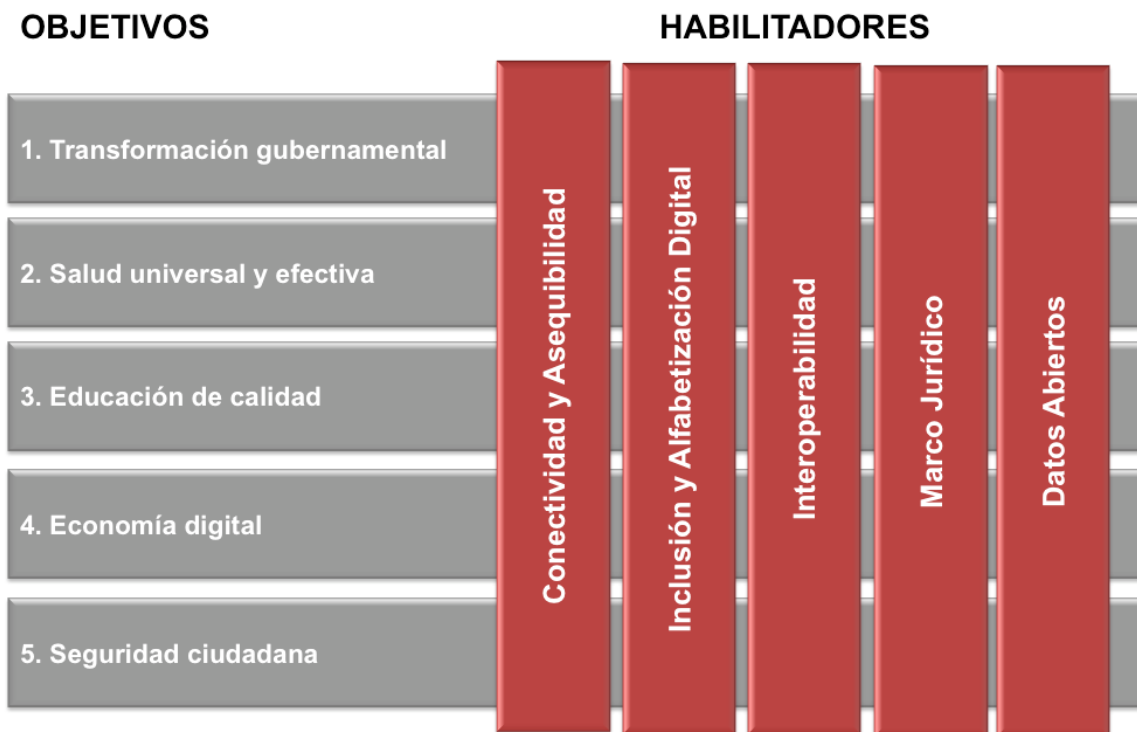 OBJETIVOS
HABILITADORES
1. Transformación gubernamental
2. Salud universal y efectiva
3. Educación de calidad
4. Economía digital
5. Seguridad ciudadana
Conectividad y Asequibilidad
Inclusión y Alfabetización Digital
Interoperabilidad
Marco Jurídico
Datos Abiertos